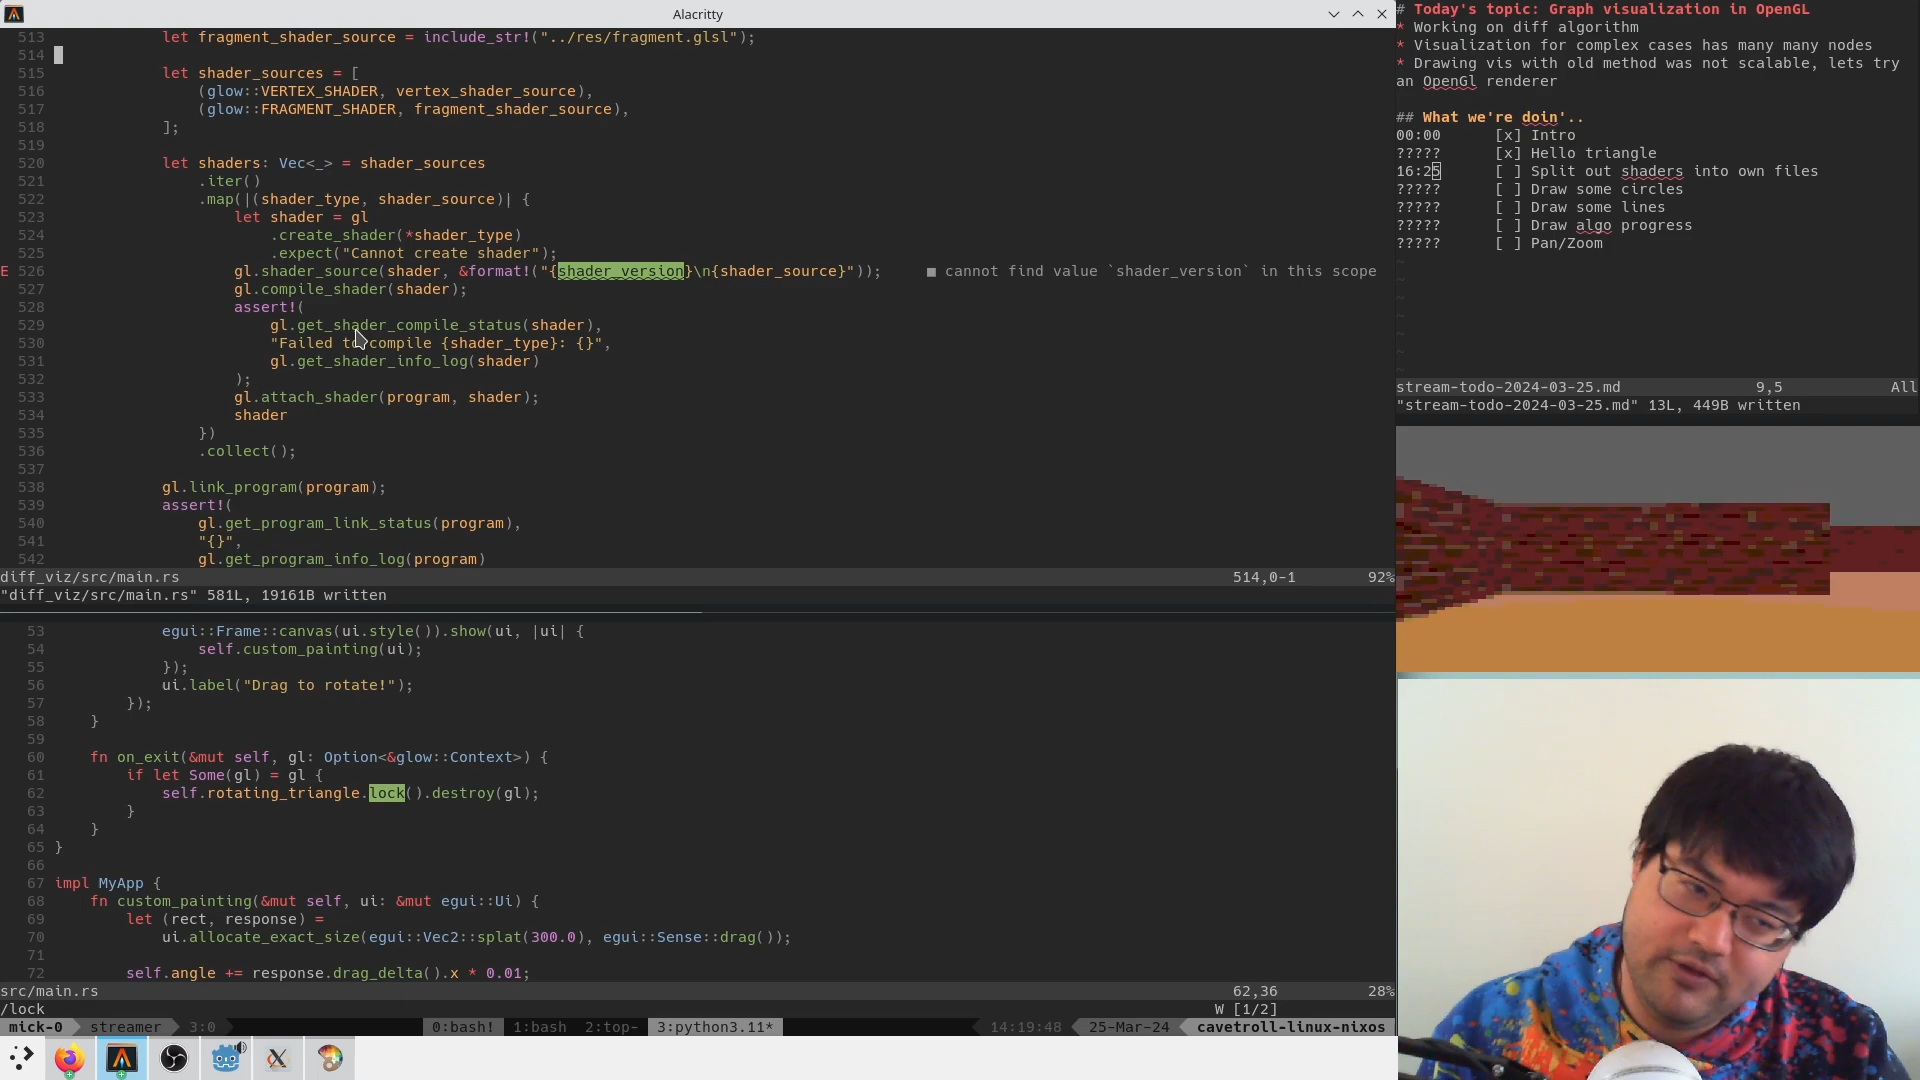 Alacritty
513 let fragment_shader_source = include_str!("../res/fragment.glsl");
514
515 let shader_sources = [
516 (glow::VERTEX_SHADER, vertex_shader_source),
517 (glow::FRAGMENT_SHADER, fragment_shader_source),
518 ];
519
520 let shaders: Vec<_> = shader_sources
521 .iter()
522 .map(|(shader_type, shader_source)| {
523 let shader = gl
524 .create_shader(*shader_type)
525 .expect("Cannot create shader");
E 526 gl.shader_source(shader, &format!("{shader_version}\n{shader_source}")); ■ cannot find value `shader_version` in this scope
527 gl.compile_shader(shader);
528 assert!(
529 gl.get_shader_compile_status(shader),
530 "Failed to compile {shader_type}: {}",
531 gl.get_shader_info_log(shader)
532 );
533 gl.attach_shader(program, shader);
534 shader
535 })
536 .collect();
537
538 gl.link_program(program);
539 assert!(
540 gl.get_program_link_status(program),
541 "{}",
542 gl.get_program_info_log(program)
diff_viz/src/main.rs 514,0-1 92%
"diff_viz/src/main.rs" 581L, 19161B written
53 egui::Frame::canvas(ui.style()).show(ui, |ui| {
54 self.custom_painting(ui);
55 });
56 ui.label("Drag to rotate!");
57 });
58 }
59
60 fn on_exit(&mut self, gl: Option<&glow::Context>) {
61 if let Some(gl) = gl {
62 self.rotating_triangle.lock().destroy(gl);
63 }
64 }
65 }
66
67 impl MyApp {
68 fn custom_painting(&mut self, ui: &mut egui::Ui) {
69 let (rect, response) =
70 ui.allocate_exact_size(egui::Vec2::splat(300.0), egui::Sense::drag());
71
72 self.angle += response.drag_delta().x * 0.01;
src/main.rs 62,36 28%
/lock W [1/2]
mick-0 streamer 3:0 0:bash! 1:bash 2:top- 3:python3.11* 14:19:48 25-Mar-24 cavetroll-linux-nixos
# Today's topic: Graph visualization in OpenGL
* Working on diff algorithm
* Visualization for complex cases has many many nodes
* Drawing vis with old method was not scalable, lets try
an OpenGl renderer
## What we're doin'..
00:00 [x] Intro
????? [x] Hello triangle
16:25 [ ] Split out shaders into own files
????? [ ] Draw some circles
????? [ ] Draw some lines
????? [ ] Draw algo progress
????? [ ] Pan/Zoom
~
~
~
~
~
~
~
stream-todo-2024-03-25.md 9,5 All
"stream-todo-2024-03-25.md" 13L, 449B written